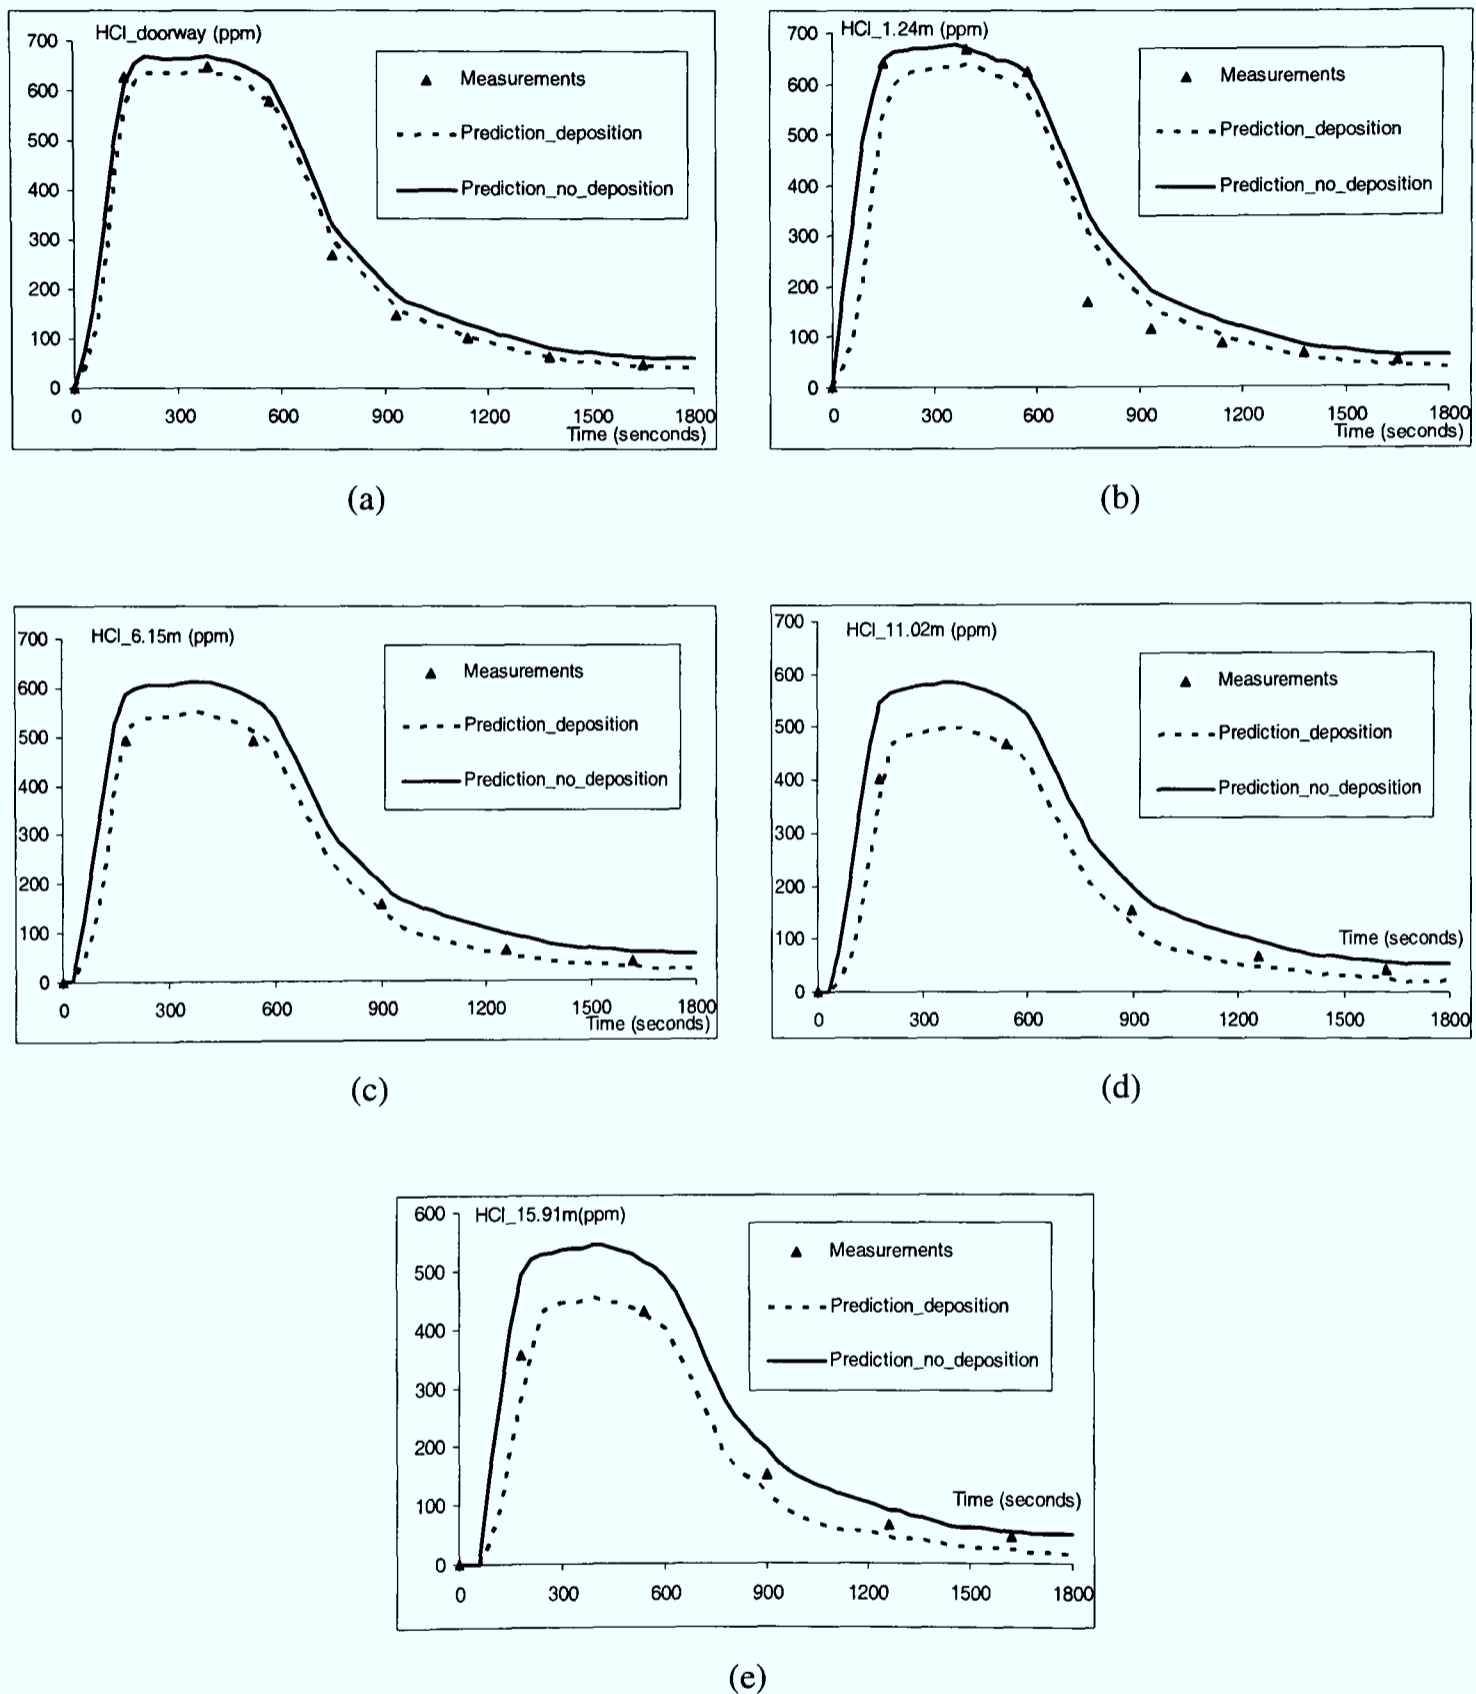 HCl_doorway (ppm)
700
600
500
400
300
200
100
0
0 300 600 900 1200 1500 1800
Time (senconds)
Measurements
Prediction_deposition
Prediction_no_deposition
(a)
HCl_1.24m (ppm)
700
600
500
400
300
200
100
0
0 300 600 900 1200 1500 1800
Time (seconds)
Measurements
Prediction_deposition
Prediction_no_deposition
(b)
HCl_6.15m (ppm)
700
600
500
400
300
200
100
0
0 300 600 900 1200 1500 1800
Time (seconds)
Measurements
Prediction_deposition
Prediction_no_deposition
(c)
HCl_11.02m (ppm)
700
600
500
400
300
200
100
0
0 300 600 900 1200 1500 1800
Time (seconds)
Measurements
Prediction_deposition
Prediction_no_deposition
(d)
HCl_15.91m(ppm)
600
500
400
300
200
100
0
0 300 600 900 1200 1500 1800
Time (seconds)
Measurements
Prediction_deposition
Prediction_no_deposition
(e)